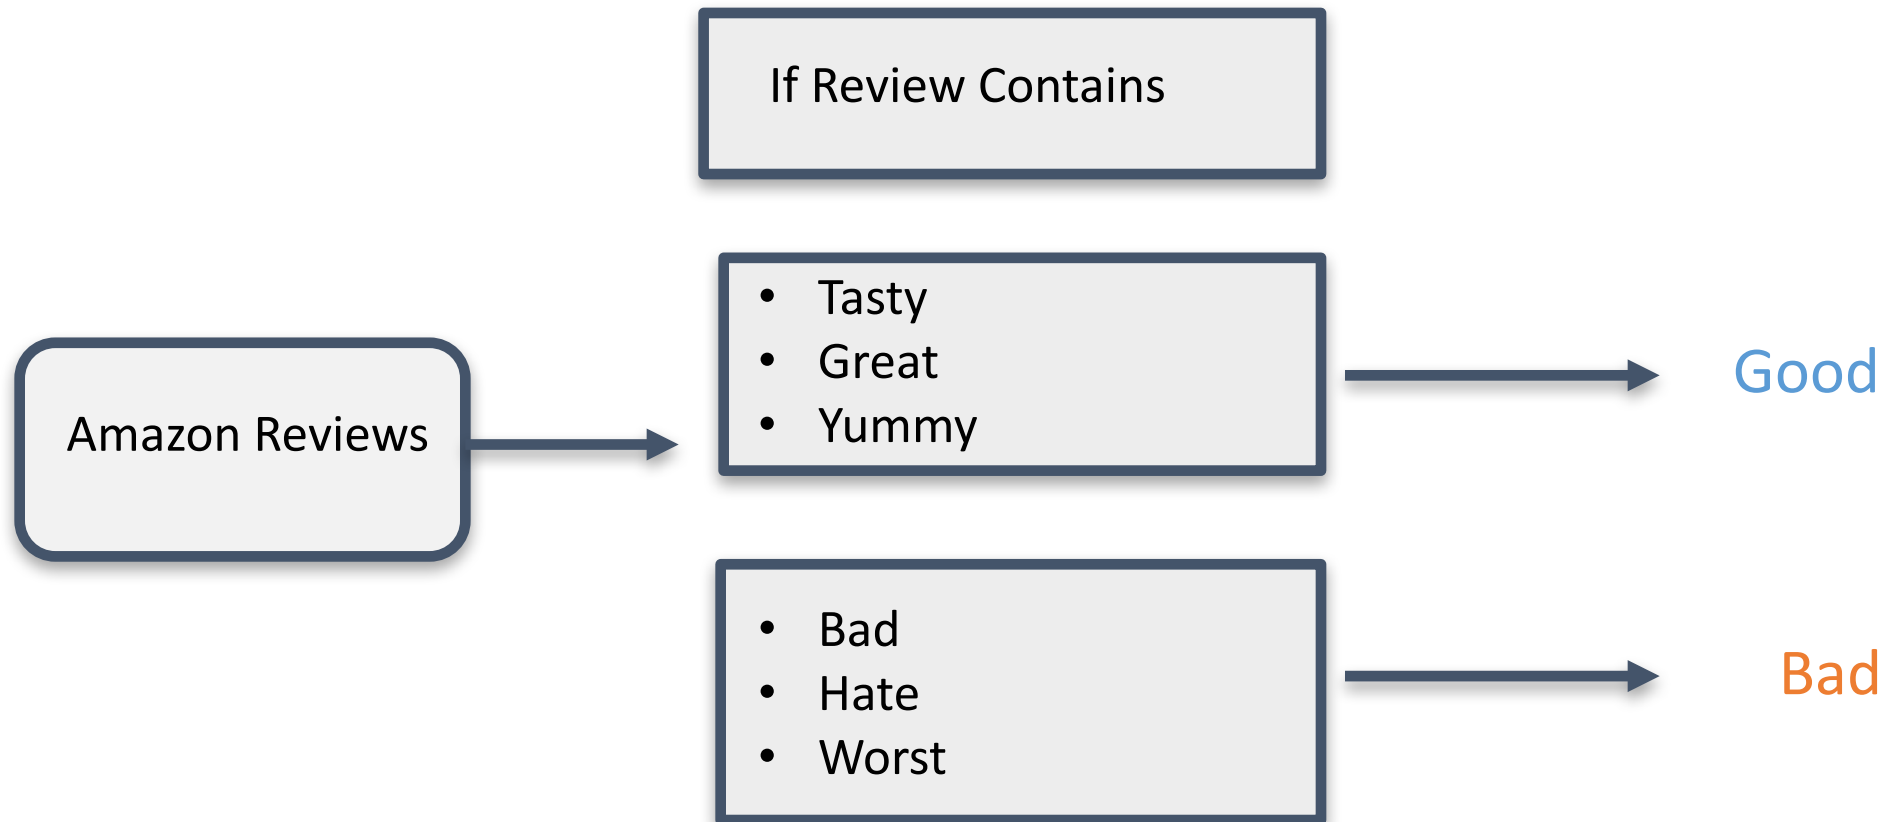 If Review Contains
Amazon Reviews
• Tasty
• Great
• Yummy
Good
• Bad
• Hate
• Worst
Bad